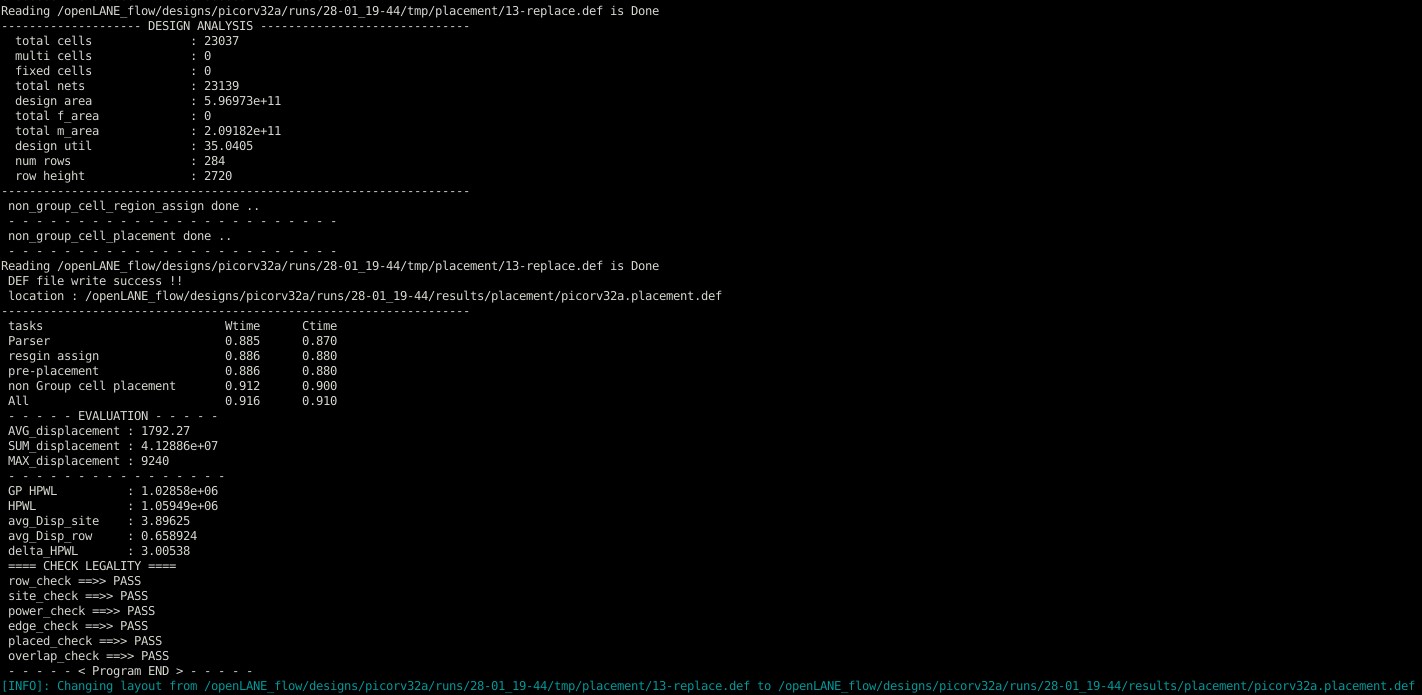 Reading /openLANE_flow/designs/picorv32a/runs/28-01_19-44/tmp/placement/13-replace.def is Done
-------------------- DESIGN ANALYSIS ------------------------------
  total cells              : 23037
  multi cells              : 0
  fixed cells              : 0
  total nets               : 23139
  design area              : 5.96973e+11
  total f_area             : 0
  total m_area             : 2.09182e+11
  design util              : 35.0405
  num rows                 : 284
  row height               : 2720
-------------------------------------------------------------------
 non_group_cell_region_assign done ..
 - - - - - - - - - - - - - - - - - - - - - - - -
 non_group_cell_placement done ..
 - - - - - - - - - - - - - - - - - - - - - - - -
Reading /openLANE_flow/designs/picorv32a/runs/28-01_19-44/tmp/placement/13-replace.def is Done
 DEF file write success !!
 location : /openLANE_flow/designs/picorv32a/runs/28-01_19-44/results/placement/picorv32a.placement.def
-------------------------------------------------------------------
 tasks                          Wtime      Ctime
 Parser                         0.885      0.870
 resgin assign                  0.886      0.880
 pre-placement                  0.886      0.880
 non Group cell placement       0.912      0.900
 All                            0.916      0.910
 - - - - - EVALUATION - - - - -
 AVG_displacement : 1792.27
 SUM_displacement : 4.12886e+07
 MAX_displacement : 9240
 - - - - - - - - - - - - - - - -
 GP HPWL          : 1.02858e+06
 HPWL             : 1.05949e+06
 avg_Disp_site    : 3.89625
 avg_Disp_row     : 0.658924
 delta_HPWL       : 3.00538
 ==== CHECK LEGALITY ====
 row_check ==>> PASS
 site_check ==>> PASS
 power_check ==>> PASS
 edge_check ==>> PASS
 placed_check ==>> PASS
 overlap_check ==>> PASS
 - - - - - < Program END > - - - - -
[INFO]: Changing layout from /openLANE_flow/designs/picorv32a/runs/28-01_19-44/tmp/placement/13-replace.def to /openLANE_flow/designs/picorv32a/runs/28-01_19-44/results/placement/picorv32a.placement.def